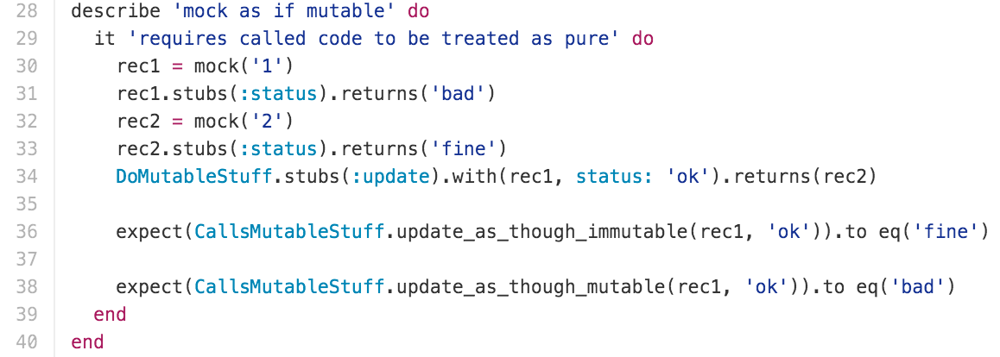 28 describe 'mock as if mutable' do
29   it 'requires called code to be treated as pure' do
30     rec1 = mock('1')
31     rec1.stubs(:status).returns('bad')
32     rec2 = mock('2')
33     rec2.stubs(:status).returns('fine')
34     DoMutableStuff.stubs(:update).with(rec1, status: 'ok').returns(rec2)
35
36     expect(CallsMutableStuff.update_as_though_immutable(rec1, 'ok')).to eq('fine')
37
38     expect(CallsMutableStuff.update_as_though_mutable(rec1, 'ok')).to eq('bad')
39   end
40 end